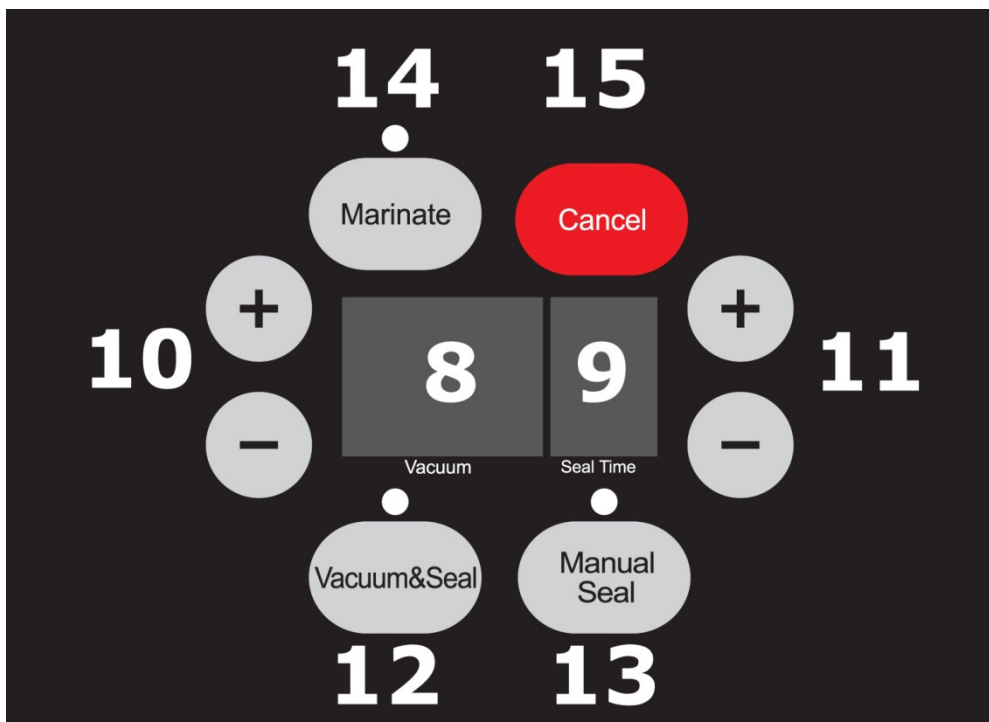 14 15
Marinate
Cancel
+
+
10
8
9
11
−
−
Vacuum
Seal Time
Vacuum&Seal
Manual
Seal
12 13